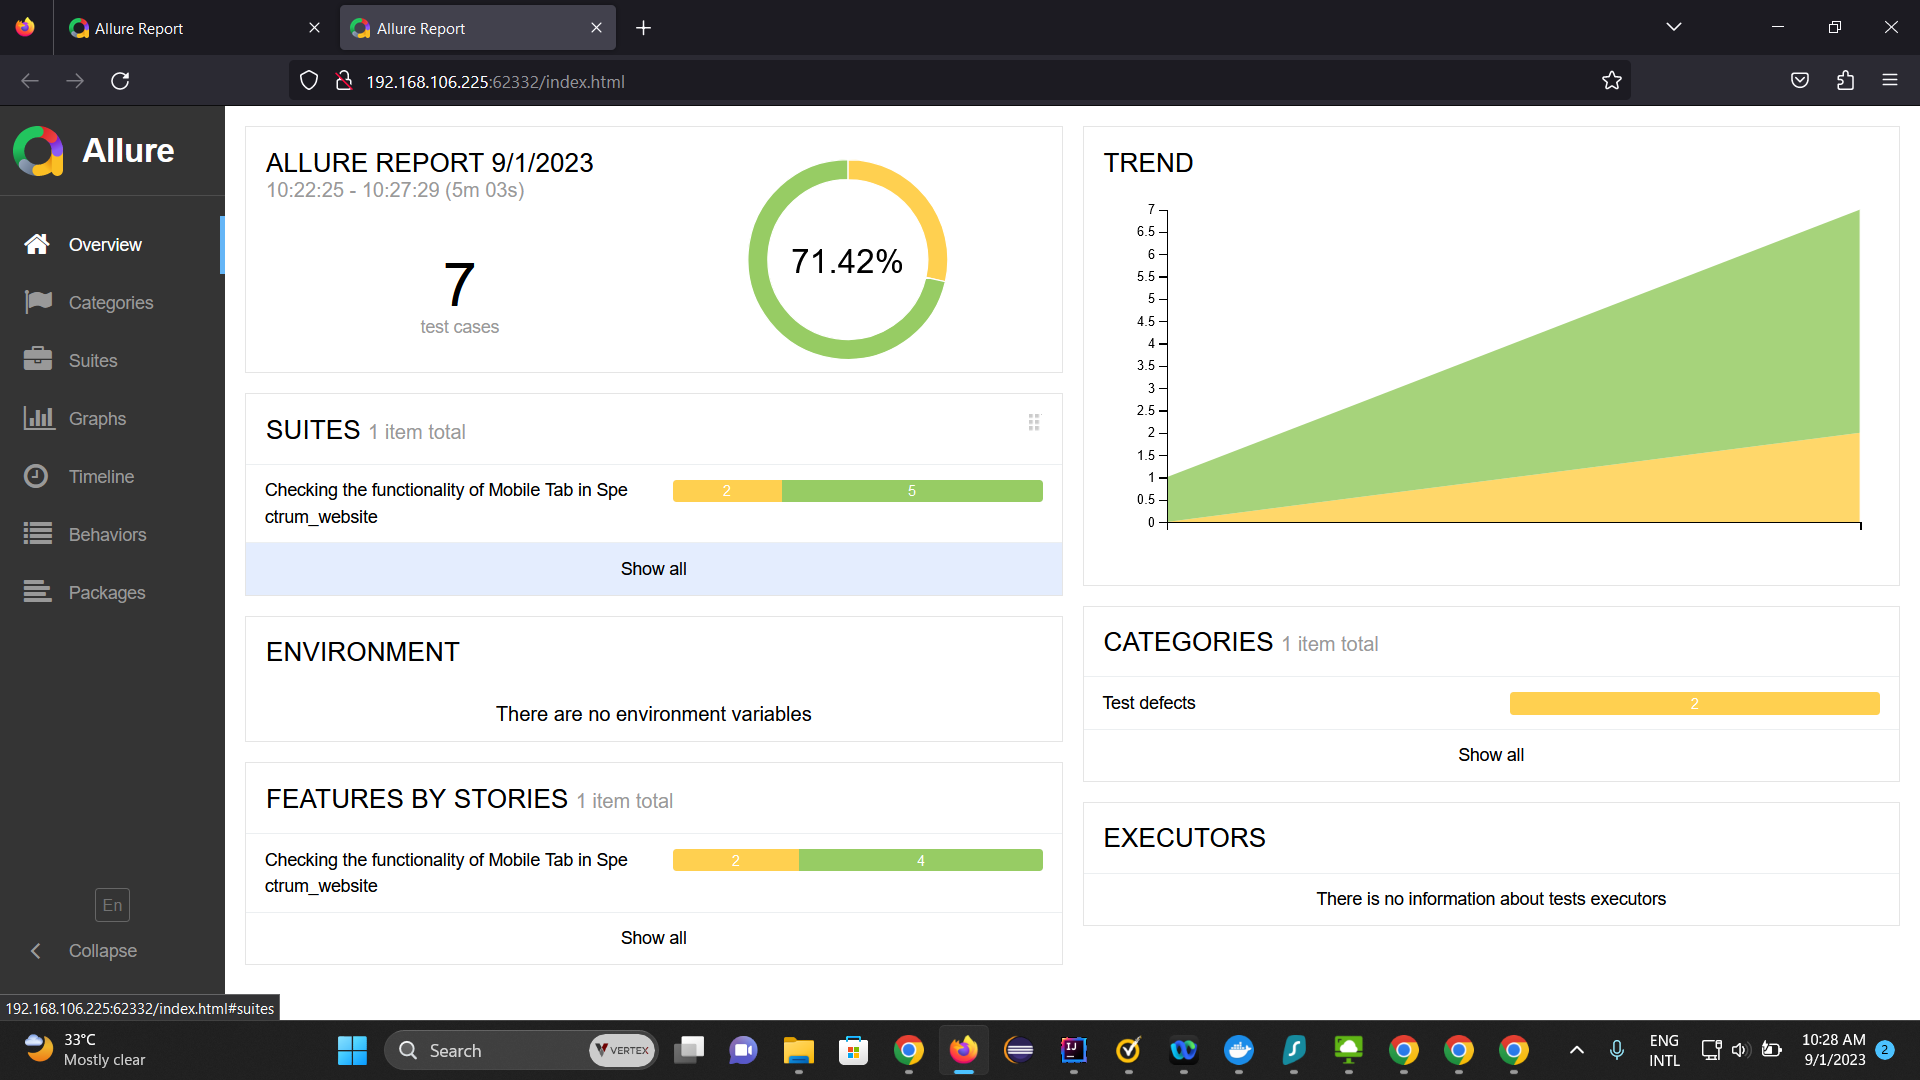 Allure Report
Allure Report
192.168.106.225:62332/index.html
Allure
Overview
Categories
Suites
Graphs
Timeline
Behaviors
Packages
En
Collapse
ALLURE REPORT 9/1/2023
10:22:25 - 10:27:29 (5m 03s)
7
test cases
71.42%
SUITES 1 item total
Checking the functionality of Mobile Tab in Spe
ctrum_website
2 5
Show all
ENVIRONMENT
There are no environment variables
FEATURES BY STORIES 1 item total
Checking the functionality of Mobile Tab in Spe
ctrum_website
2 4
Show all
TREND
7
6.5
6
5.5
5
4.5
4
3.5
3
2.5
2
1.5
1
0.5
0
CATEGORIES 1 item total
Test defects 2
Show all
EXECUTORS
There is no information about tests executors
192.168.106.225:62332/index.html#suites
33°C
Mostly clear
Search
VERTEX
IJ
ENG
INTL
10:28 AM
9/1/2023
2